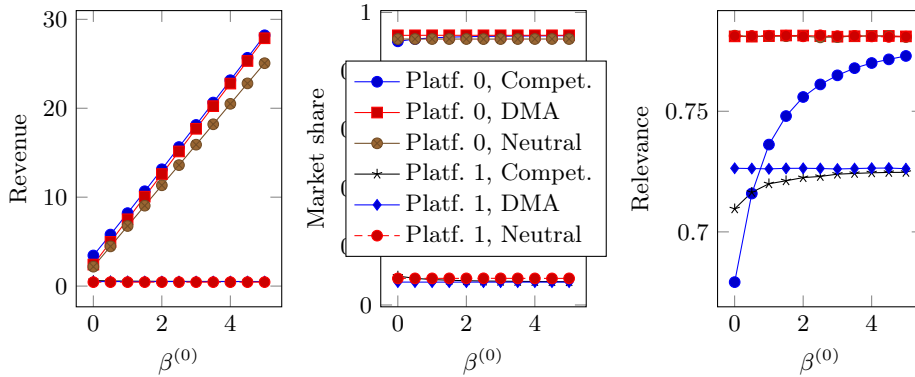 30
20
10
0
Revenue
0
2
4
β(0)
1
0
Market share
0
2
4
β(0)
Platf. 0, Compet.
Platf. 0, DMA
Platf. 0, Neutral
Platf. 1, Compet.
Platf. 1, DMA
Platf. 1, Neutral
0.75
0.7
Relevance
0
2
4
β(0)